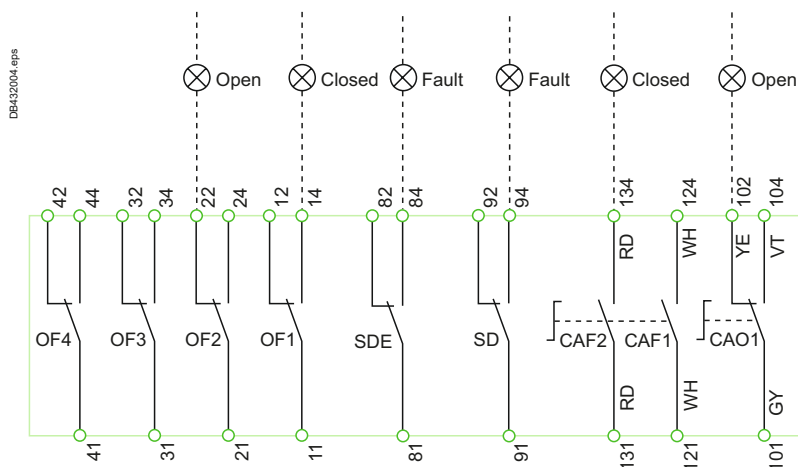 DB432004.eps
Open Closed Fault Fault Closed Open
42 44 32 34 22 24 12 14 82 84 92 94 134 124 102 104
RD WH YE VT
OF4 OF3 OF2 OF1 SDE SD CAF2 CAF1 CAO1
RD WH GY
41 31 21 11 81 91 131 121 101